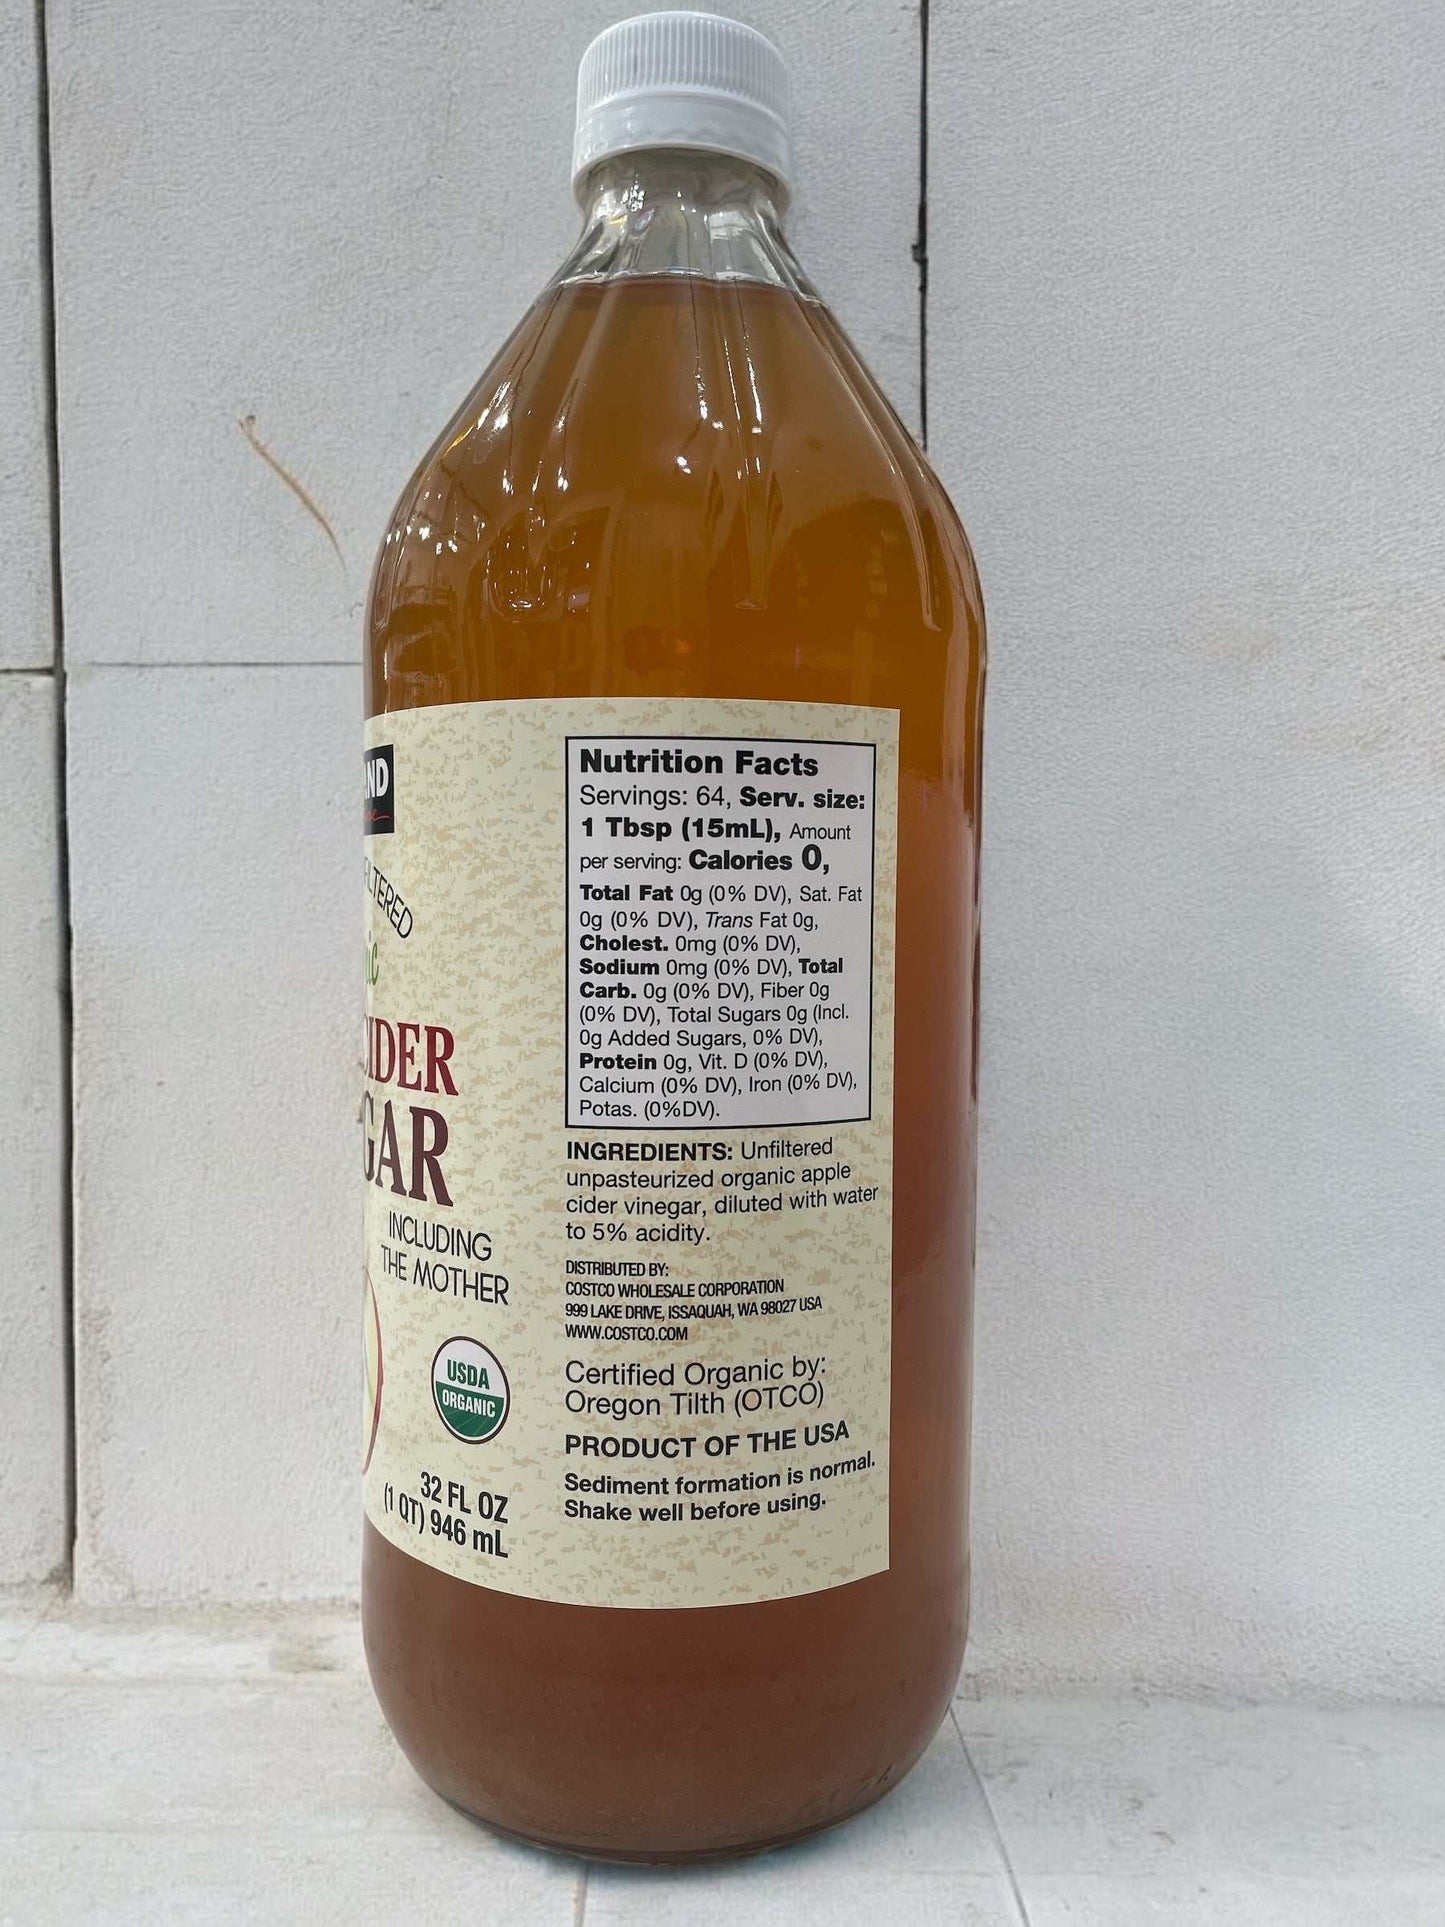 Nutrition Facts
Servings: 64, Serv. size:
1 Tbsp (15mL), Amount
per serving: Calories 0,
Total Fat 0g (0% DV), Sat. Fat
0g (0% DV), Trans Fat 0g,
Cholest. 0mg (0% DV),
Sodium 0mg (0% DV), Total
Carb. 0g (0% DV), Fiber 0g
(0% DV), Total Sugars 0g (Incl.
0g Added Sugars, 0% DV),
Protein 0g, Vit. D (0% DV),
Calcium (0% DV), Iron (0% DV),
Potas. (0%DV).
INGREDIENTS: Unfiltered
unpasteurized organic apple
cider vinegar, diluted with water
to 5% acidity.
DISTRIBUTED BY:
COSTCO WHOLESALE CORPORATION
999 LAKE DRIVE, ISSAQUAH, WA 98027 USA
WWW.COSTCO.COM
Certified Organic by:
Oregon Tilth (OTCO)
PRODUCT OF THE USA
Sediment formation is normal.
Shake well before using.
CIDER
GAR
INCLUDING
THE MOTHER
USDA
ORGANIC
32 FL OZ
(1 QT) 946 mL